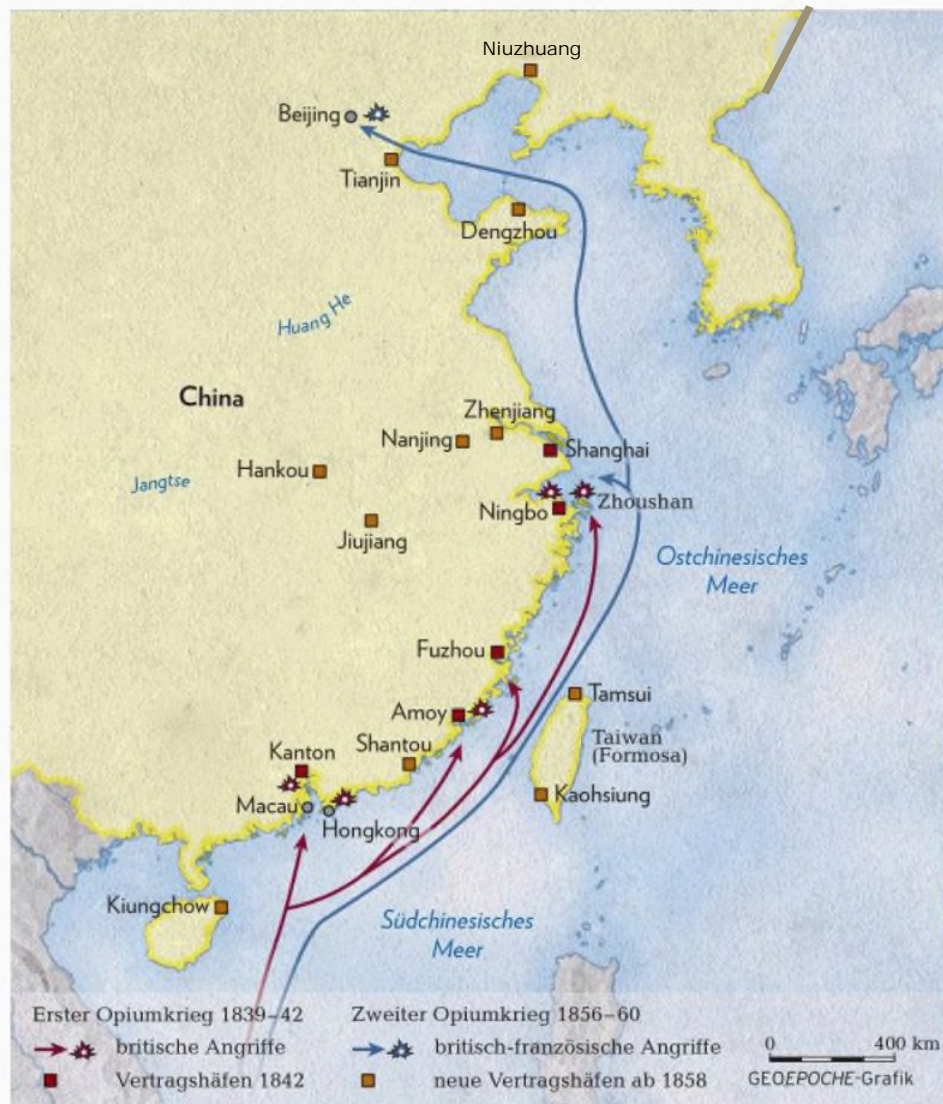 Niuzhuang
Beijing
Tianjin
Dengzhou
Huang He
China
Zhenjiang
Nanjing
Shanghai
Hankou
Jangtse
Zhoushan
Ningbo
Jiujiang
Ostchinesisches
Meer
Fuzhou
Tamsui
Amoy
Shantou
Taiwan
(Formosa)
Kanton
Kaohsiung
Macau
Hongkong
Kiungchow
Südchinesisches
Meer
Erster Opiumkrieg 1839–42
britische Angriffe
Vertragshäfen 1842
Zweiter Opiumkrieg 1856–60
britisch-französische Angriffe
neue Vertragshäfen ab 1858
0 400 km
GEOEPOCHE-Grafik